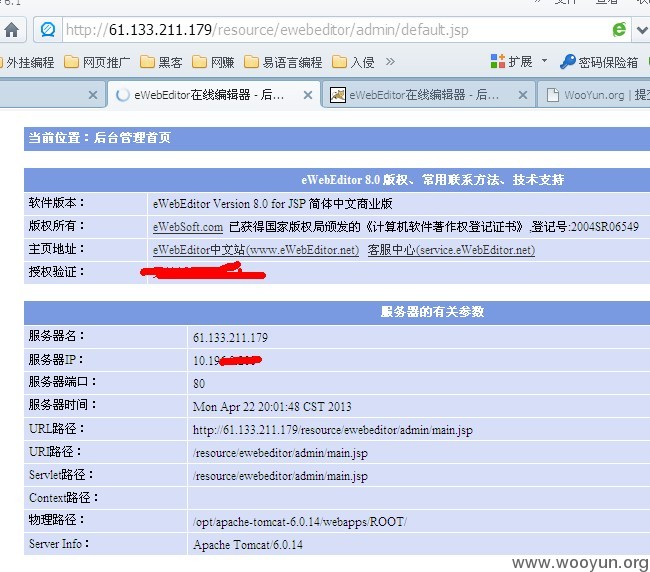 http://61.133.211.179/resource/ewebeditor/admin/default.jsp
外挂编程 网页推广 黑客 网赚 易语言编程 入侵 » 扩展 密码保险箱
eWebEditor在线编辑器 - 后... eWebEditor在线编辑器 - 后... WooYun.org | 提
当前位置：后台管理首页
eWebEditor 8.0 版权、常用联系方法、技术支持
软件版本： eWebEditor Version 8.0 for JSP 简体中文商业版
版权所有： eWebSoft.com 已获得国家版权局颁发的《计算机软件著作权登记证书》,登记号:2004SR06549
主页地址： eWebEditor中文站(www.eWebEditor.net) 客服中心(service.eWebEditor.net)
授权验证：
服务器的有关参数
服务器名： 61.133.211.179
服务器IP： 10.19
服务器端口： 80
服务器时间： Mon Apr 22 20:01:48 CST 2013
URL路径： http://61.133.211.179/resource/ewebeditor/admin/main.jsp
URI路径： /resource/ewebeditor/admin/main.jsp
Servlet路径： /resource/ewebeditor/admin/main.jsp
Context路径：
物理路径： /opt/apache-tomcat-6.0.14/webapps/ROOT/
Server Info： Apache Tomcat/6.0.14
www.wooyun.org